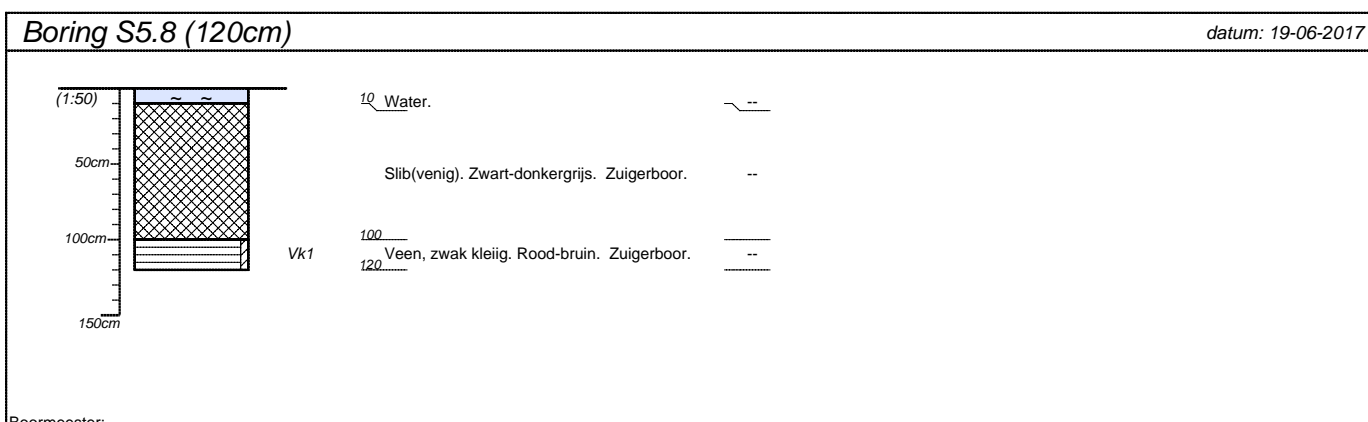 Boring S5.8 (120cm) datum: 19-06-2017
(1:50) ~ ~ 10 Water. --
50cm Slib(venig). Zwart-donkergrijs. Zuigerboor. --
100cm 100
Vk1 Veen, zwak kleiig. Rood-bruin. Zuigerboor. --
120
150cm
Boormeester: